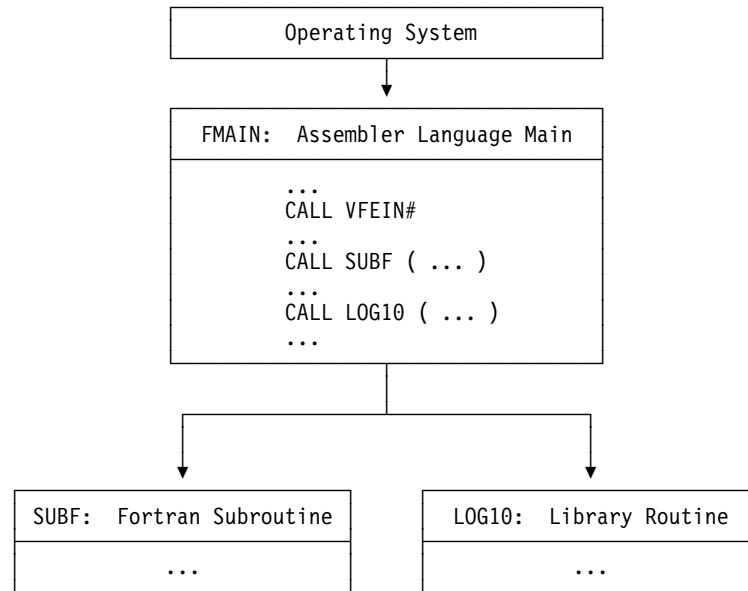 Operating System
FMAIN: Assembler Language Main
...
CALL VFEIN#
...
CALL SUBF ( ... )
...
CALL LOG10 ( ... )
...
SUBF: Fortran Subroutine
...
LOG10: Library Routine
...